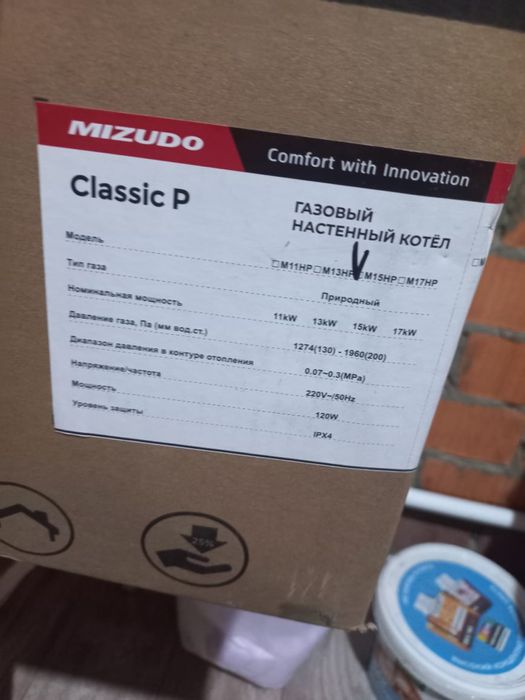 MIZUDO
Comfort with Innovation
Classic P
ГАЗОВЫЙ
НАСТЕННЫЙ КОТЁЛ
Модель □M11HP □M13HP □M15HP □M17HP
Тип газа Природный
Номинальная мощность 11kW 13kW 15kW 17kW
Давление газа, Па (мм вод.ст.) 1274(130) - 1960(200)
Диапазон давления в контуре отопления 0.07~0.3(MPa)
Напряжение/частота 220V~/50Hz
Мощность 120W
Уровень защиты IPX4
25%